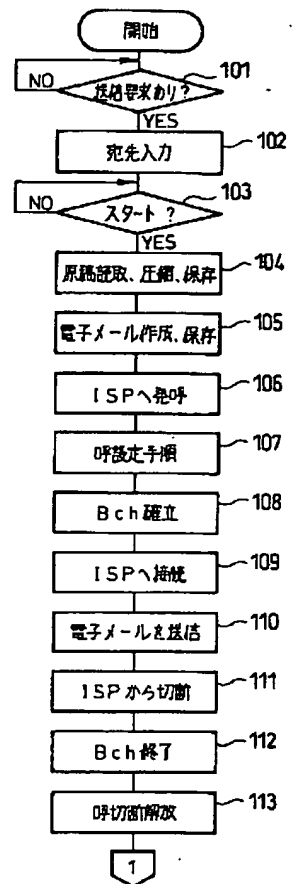 開始
101
送信要求あり?
NO
YES
102
宛先入力
103
スタート ?
NO
YES
104
原稿読取、圧縮、保存
105
電子メール作成、保存
106
ISPへ発呼
107
呼設定手順
108
Bch確立
109
ISPへ接続
110
電子メールを送信
111
ISPから切断
112
Bch終了
113
呼切断解放
1